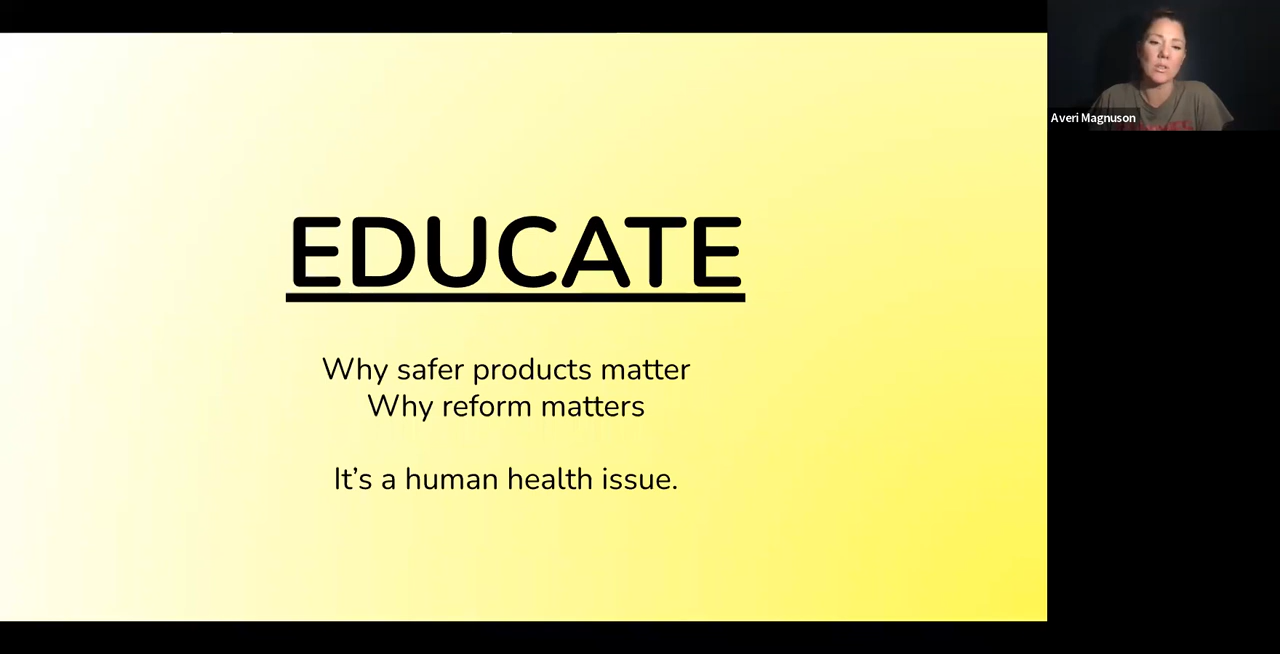 EDUCATE
Why safer products matter
Why reform matters
It’s a human health issue.
Averi Magnuson